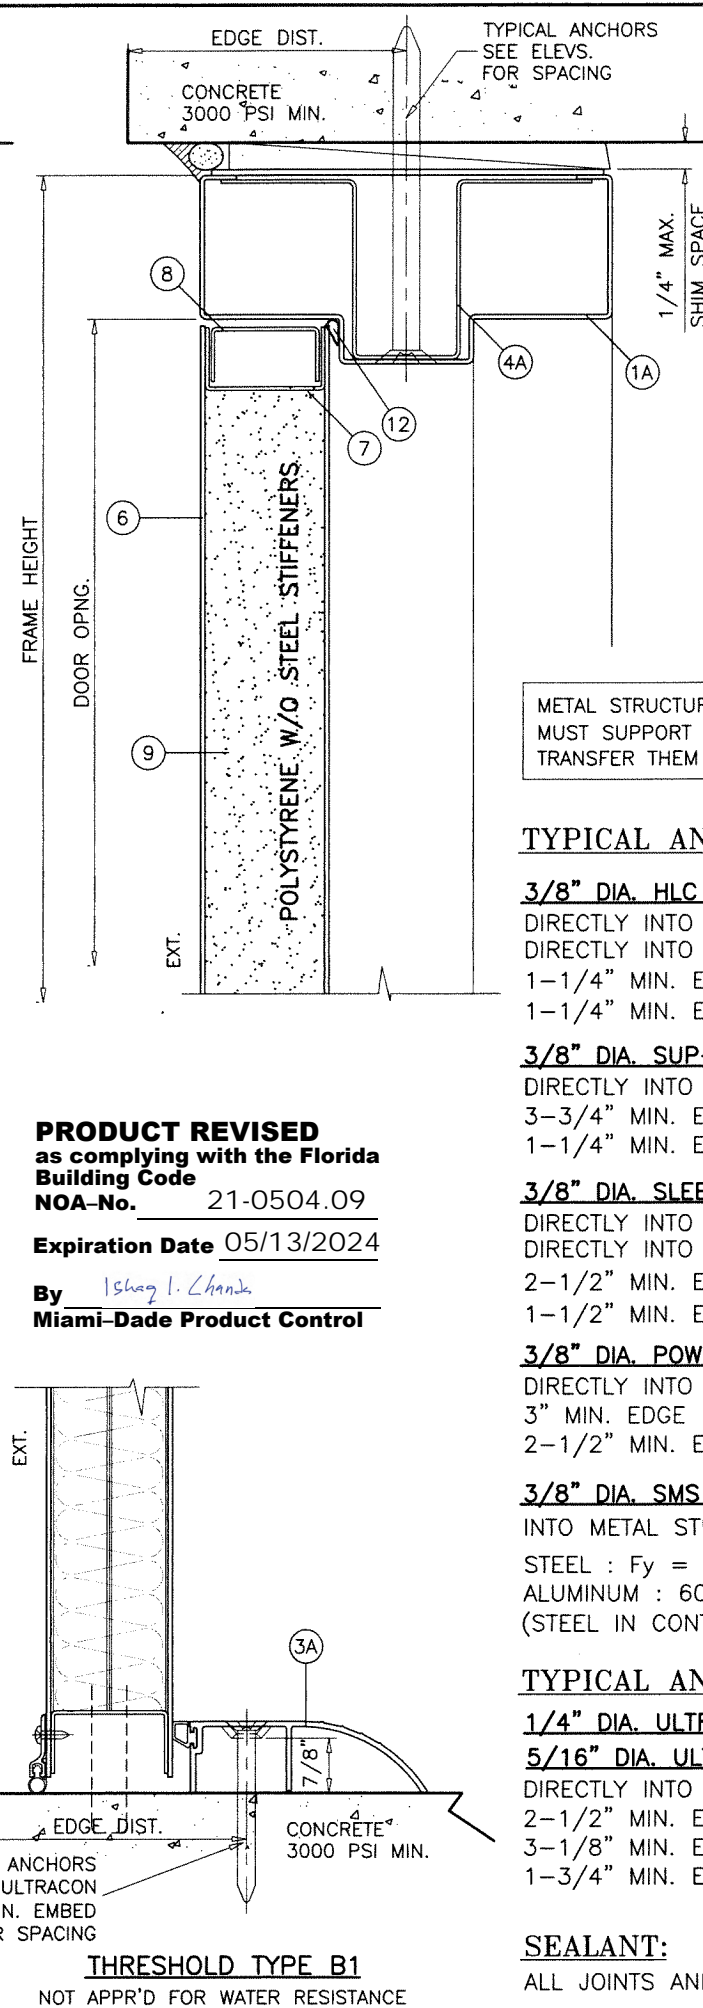 EDGE DIST.
TYPICAL ANCHORS
SEE ELEVS.
FOR SPACING
CONCRETE
3000 PSI MIN.
1/4" MAX.
SHIM SPACE
8
4A
1A
12
7
6
9
FRAME HEIGHT
DOOR OPNG.
POLYSTYRENE W/O STEEL STIFFENERS
EXT.
METAL STRUCTUR
MUST SUPPORT
TRANSFER THEM
TYPICAL AN
3/8" DIA. HLC
DIRECTLY INTO
DIRECTLY INTO
1-1/4" MIN. E
1-1/4" MIN. E
3/8" DIA. SUP-
DIRECTLY INTO
3-3/4" MIN. E
1-1/4" MIN. E
3/8" DIA. SLEE
DIRECTLY INTO
DIRECTLY INTO
2-1/2" MIN. E
1-1/2" MIN. E
3/8" DIA. POW
DIRECTLY INTO
3" MIN. EDGE
2-1/2" MIN. E
3/8" DIA. SMS
INTO METAL ST
STEEL : Fy =
ALUMINUM : 60
(STEEL IN CONT
TYPICAL AN
1/4" DIA. ULTR
5/16" DIA. UL
DIRECTLY INTO
2-1/2" MIN. E
3-1/8" MIN. E
1-3/4" MIN. E
SEALANT:
ALL JOINTS AN
PRODUCT REVISED
as complying with the Florida
Building Code
NOA-No. 21-0504.09
Expiration Date 05/13/2024
By Ishaq I. Chanda
Miami-Dade Product Control
EXT.
3A
7/8"
EDGE DIST.
CONCRETE
3000 PSI MIN.
ANCHORS
ULTRACON
N. EMBED
R SPACING
THRESHOLD TYPE B1
NOT APPR'D FOR WATER RESISTANCE